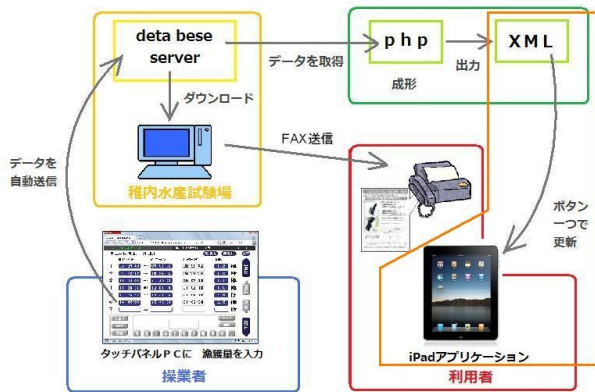 deta bese
server
php
XML
データを取得
出力
成形
ダウンロード
FAX送信
データを
自動送信
稚内水産試験場
ボタン
一つで
更新
タッチパネルPCに 漁獲量を入力
操業者
iPadアプリケーション
利用者